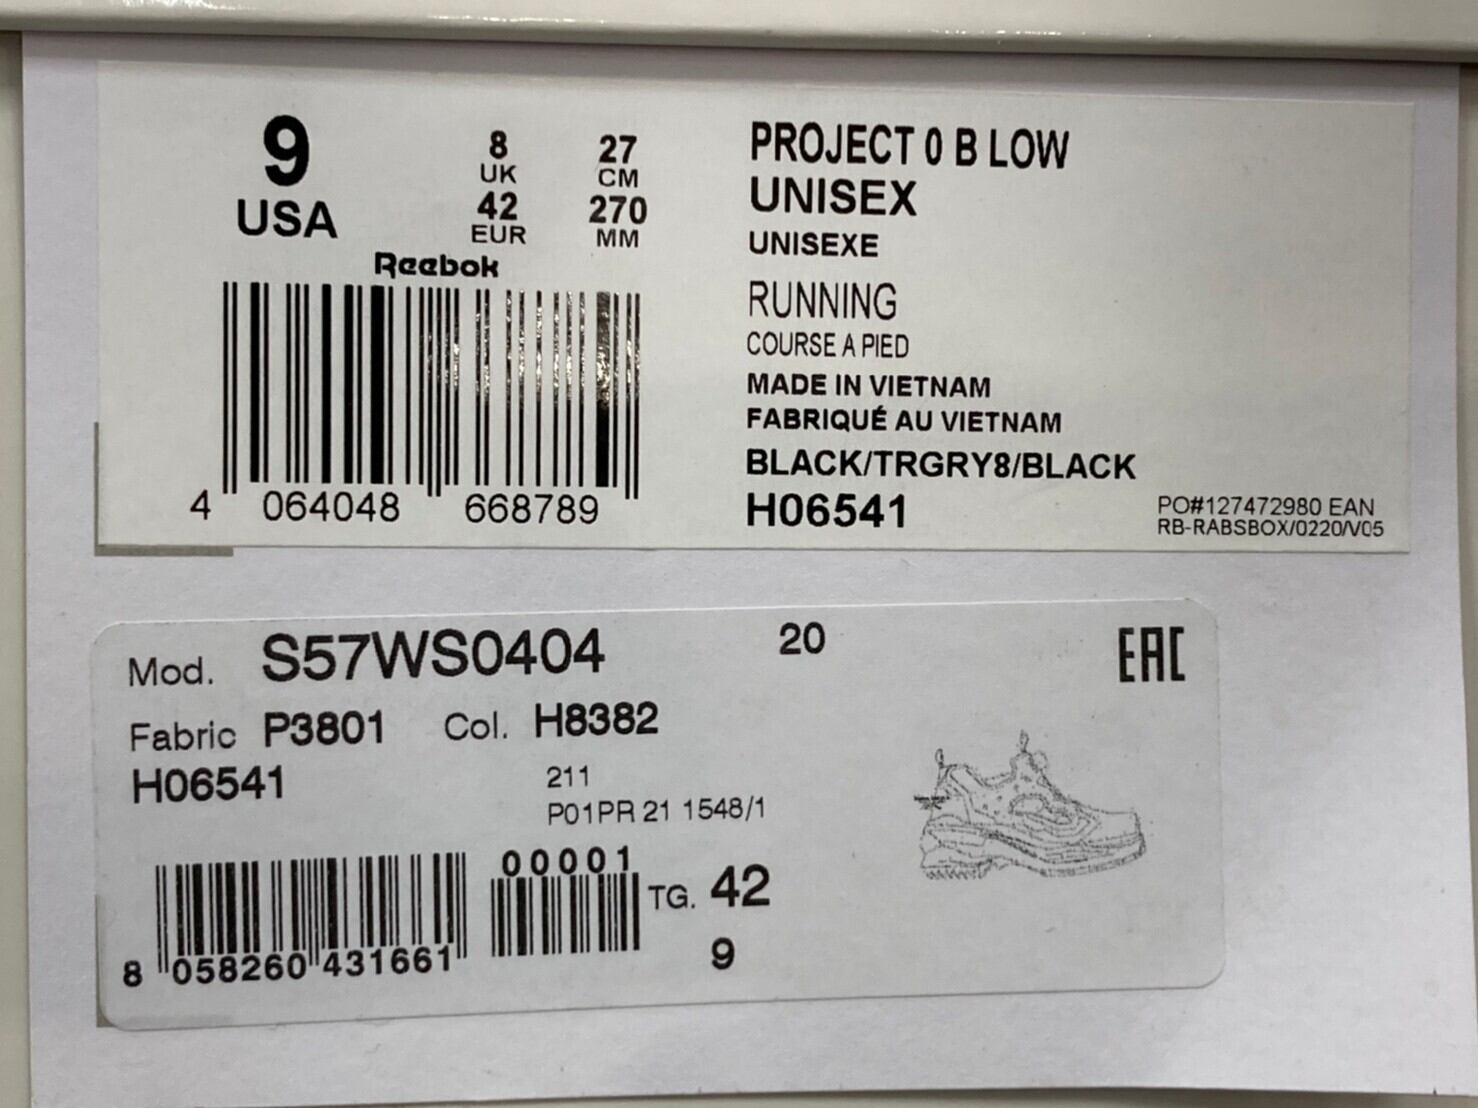 9
USA
8
UK
42
EUR
27
CM
270
MM
Reebok
4 064048 668789
PROJECT 0 B LOW
UNISEX
UNISEXE
RUNNING
COURSE A PIED
MADE IN VIETNAM
FABRIQUÉ AU VIETNAM
BLACK/TRGRY8/BLACK
H06541
PO#127472980 EAN
RB-RABSBOX/0220/V05
Mod. S57WS0404 20
EAC
Fabric P3801 Col. H8382
H06541
211
P01PR 21 1548/1
00001
8 058260 431661
TG. 42
9